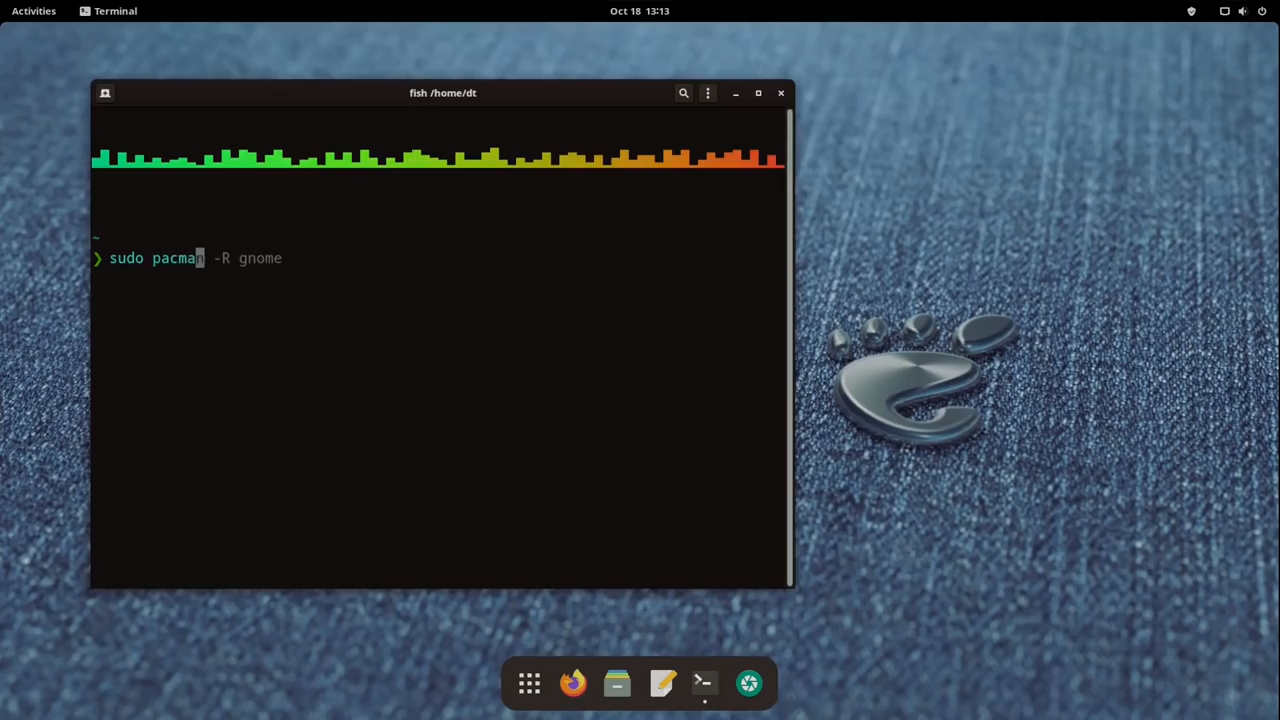 Activities
Terminal
Oct 18 13:13
fish /home/dt
~
❯ sudo pacman -R gnome